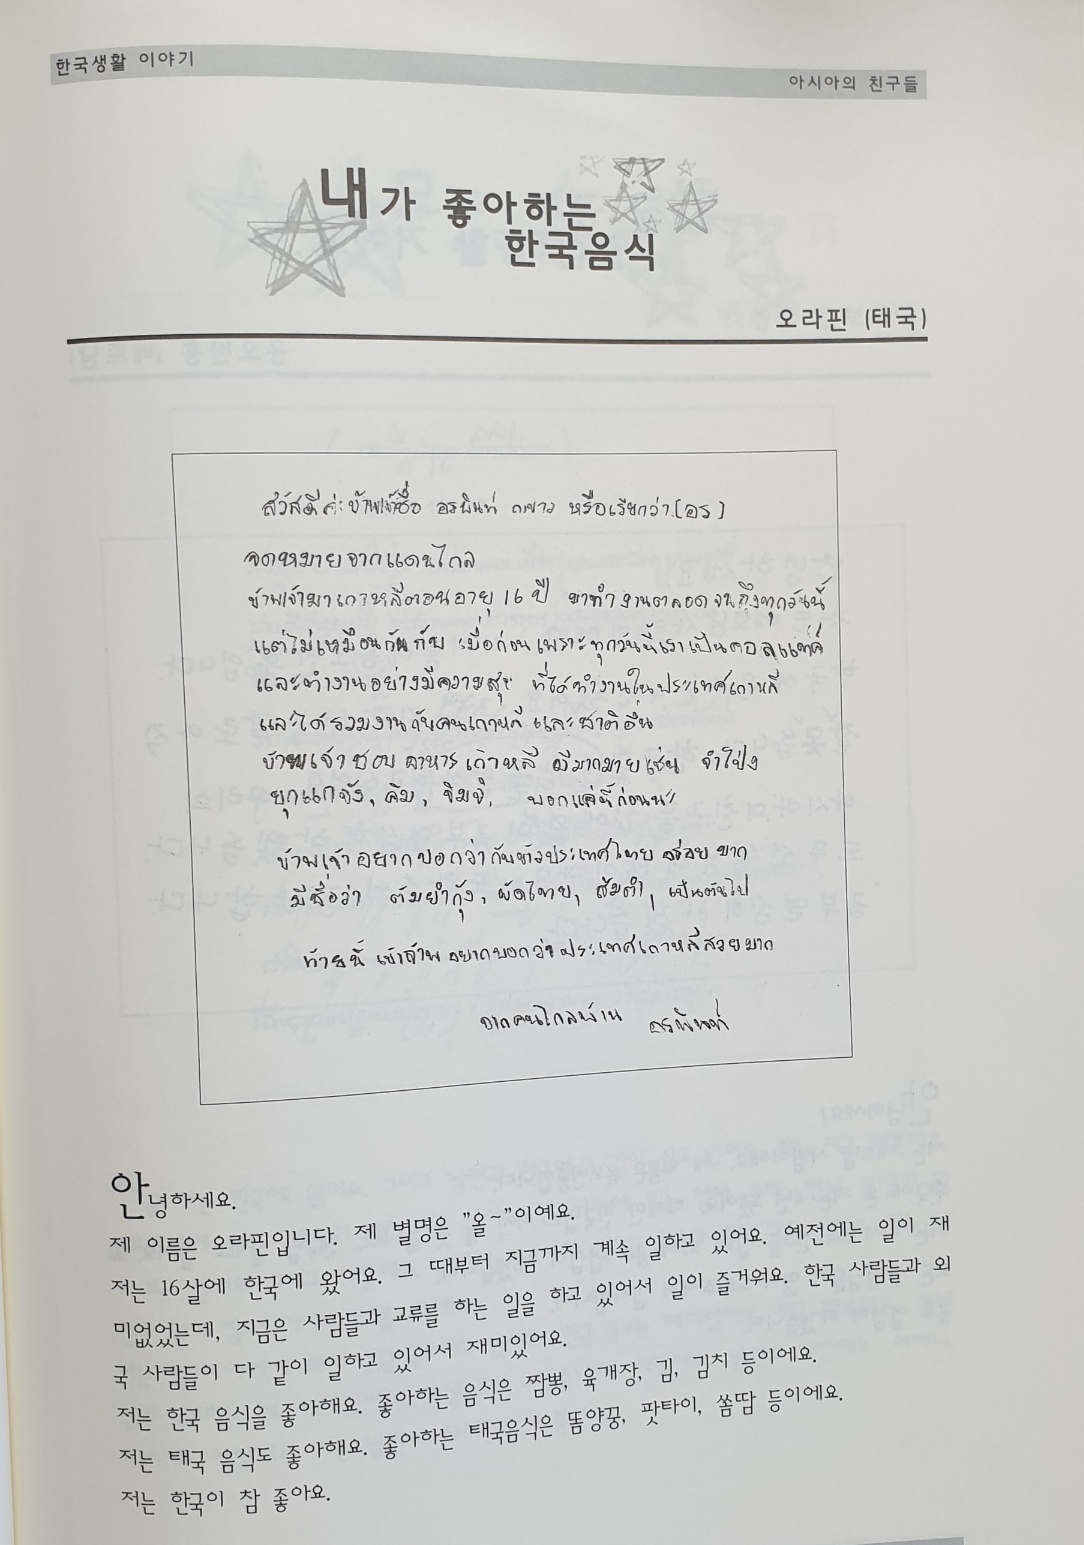 한국생활 이야기
아시아의 친구들
내가 좋아하는
한국음식
오라핀 (태국)
สวัสดีค่ะข้าพเจ้าชื่อ อรพินท์ หรือเรียกว่า [อร]
จดหมายจากแดนไกล
ข้าพเจ้ามาเกาหลีตอนอายุ 16 ปี มาทำงานตลอดจนถึงทุกวันนี้
แต่ไม่เหมือนกันกับ เมื่อก่อนเพราะทุกวันนี้เราเป็น
และทำงานอย่างมีความสุข ที่ได้ทำงานในประเทศเกาหลี
และได้รวมงานกับคนเกาหลี และชาติอื่น
ข้าพเจ้าชอบอาหารเกาหลี มีมากมายเช่น จำโป่ง
ยุกแกจัง, คิม, จิมจิ, พอกแค่นี้ก่อนนะ
ข้าพเจ้าอยากบอกว่ากับข้าวประเทศไทย อร่อย มาก
มีชื่อว่า ต้มยำกุ้ง, ผัดไทย, ส้มตำ, เป็นต้นไป
ท้ายนี้ อยากบอกว่าประเทศเกาหลีสวยมาก
จากคนไกลบ้าน อรพินท์
안녕하세요.
제 이름은 오라핀입니다. 제 별명은 "올~"이예요.
저는 16살에 한국에 왔어요. 그 때부터 지금까지 계속 일하고 있어요. 예전에는 일이 재
미없었는데, 지금은 사람들과 교류를 하는 일을 하고 있어서 일이 즐거워요. 한국 사람들과 외
국 사람들이 다 같이 일하고 있어서 재미있어요.
저는 한국 음식을 좋아해요. 좋아하는 음식은 짬뽕, 육개장, 김, 김치 등이에요.
저는 태국 음식도 좋아해요. 좋아하는 태국음식은 똠양꿍, 팟타이, 쏨땀 등이에요.
저는 한국이 참 좋아요.